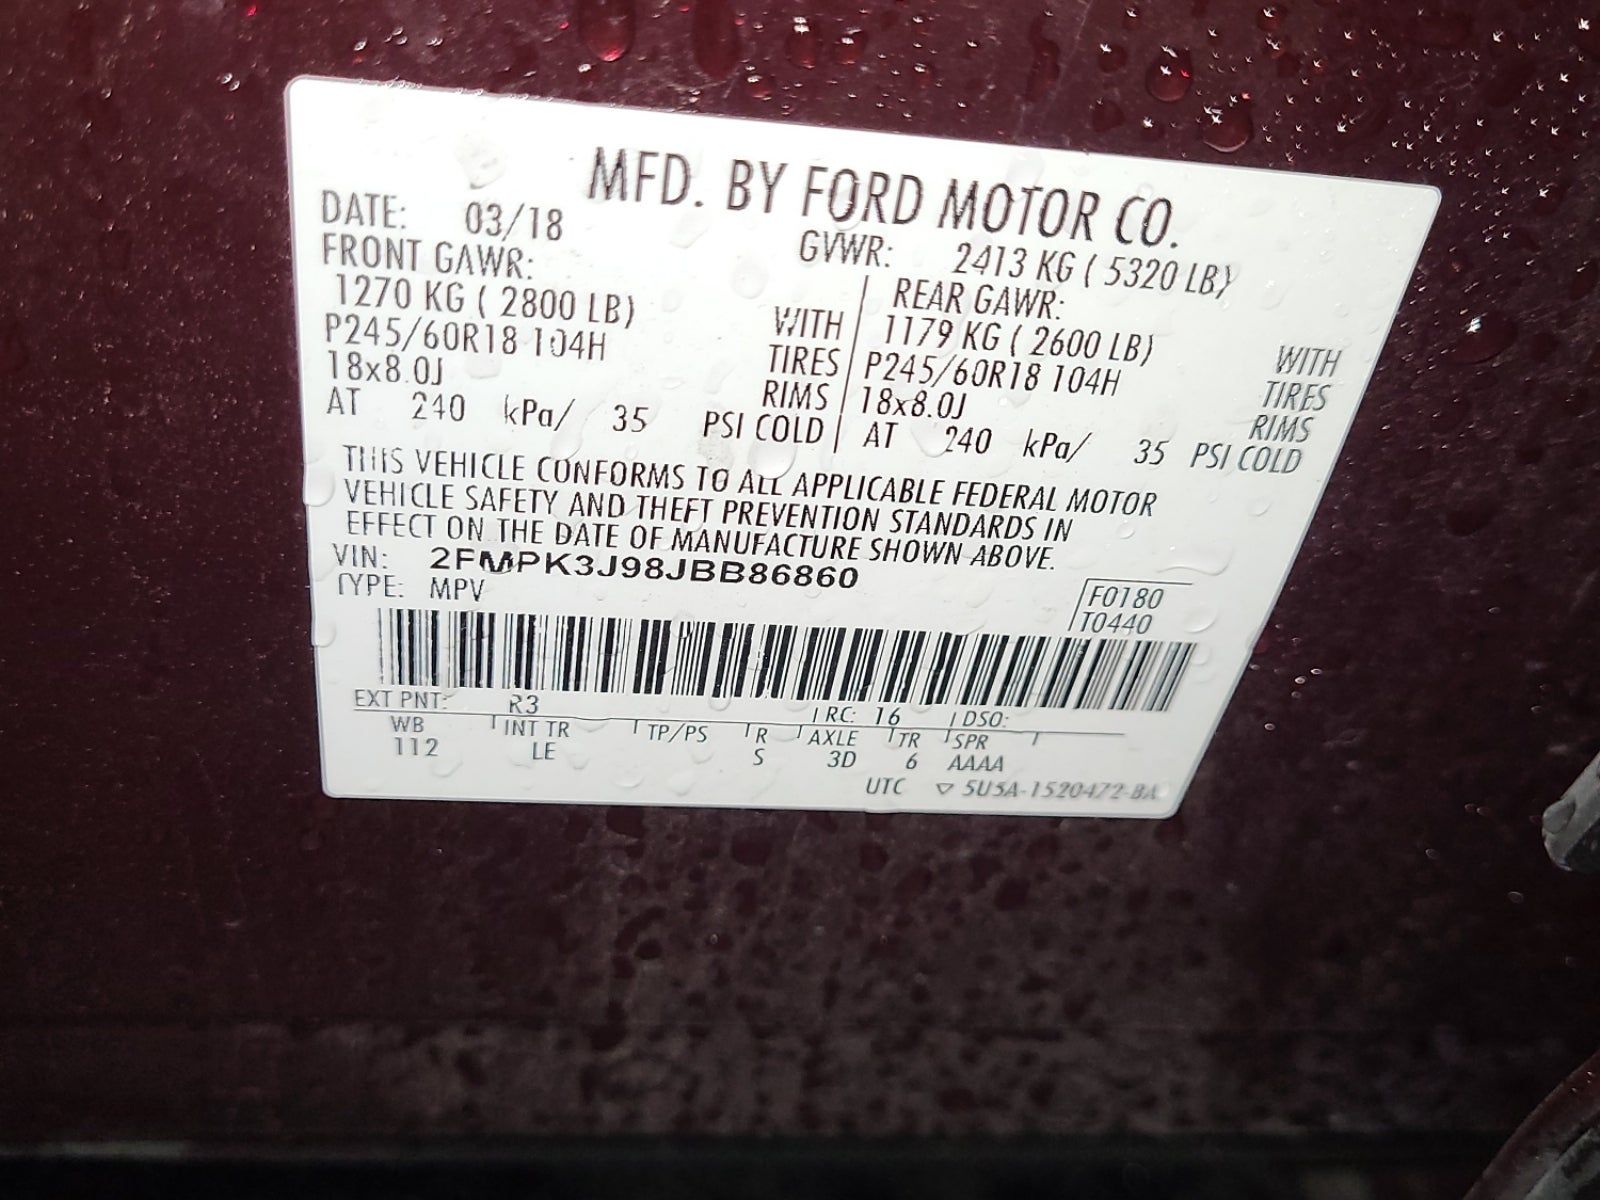 MFD. BY FORD MOTOR CO.
DATE: 03/18 GVWR: 2413 KG ( 5320 LB)
FRONT GAWR: REAR GAWR:
1270 KG ( 2800 LB) WITH 1179 KG ( 2600 LB) WITH
P245/60R18 104H TIRES P245/60R18 104H TIRES
18x8.0J RIMS 18x8.0J RIMS
AT 240 kPa/ 35 PSI COLD AT 240 kPa/ 35 PSI COLD
THIS VEHICLE CONFORMS TO ALL APPLICABLE FEDERAL MOTOR
VEHICLE SAFETY AND THEFT PREVENTION STANDARDS IN
EFFECT ON THE DATE OF MANUFACTURE SHOWN ABOVE.
VIN: 2FMPK3J98JBB86860
TYPE: MPV F0180
T0440
EXT PNT: R3 RC: 16 DSO:
WB INT TR TP/PS R AXLE TR SPR
112 LE S 3D 6 AAAA
UTC ▽ 5U5A-1520472-BA